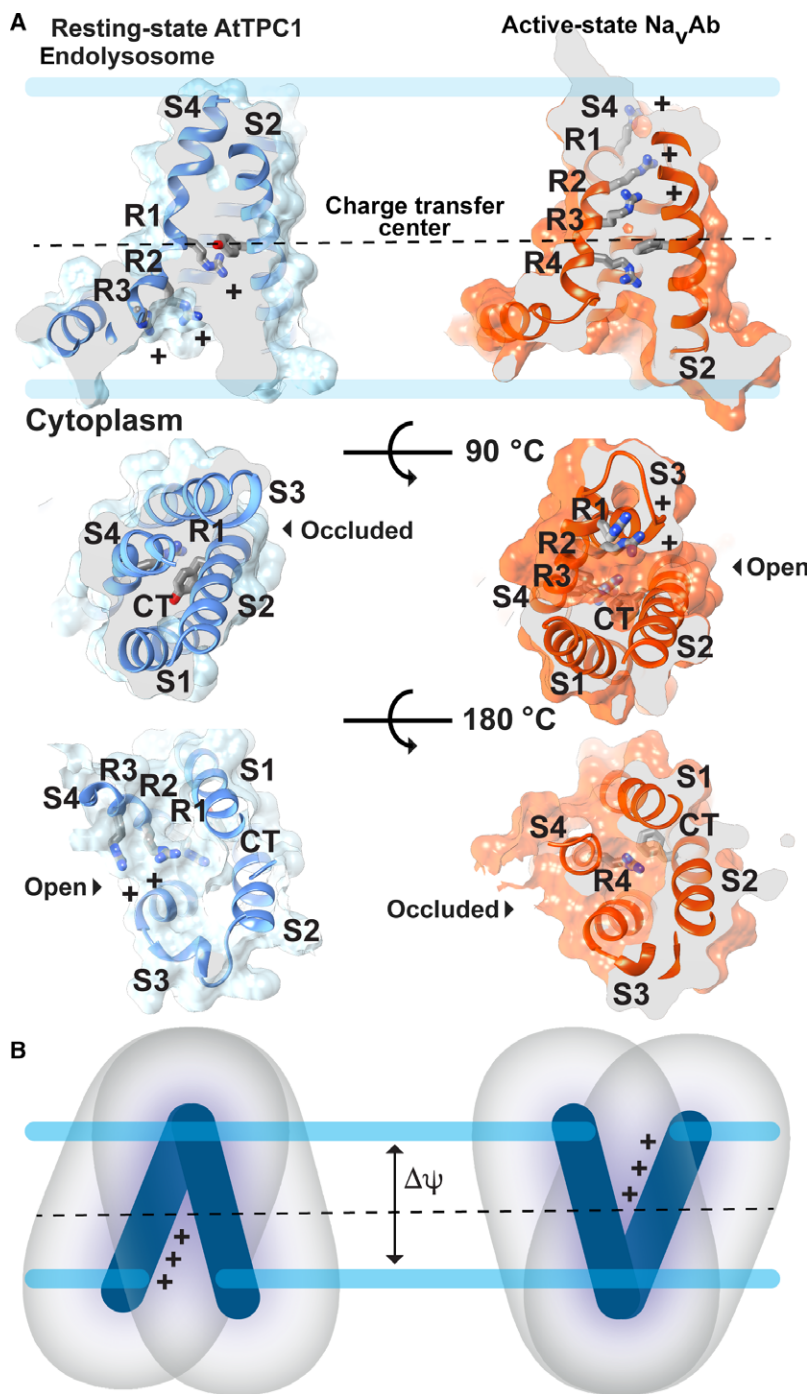 A
Resting-state AtTPC1
Endolysosome
Active-state NavAb
S4
S2
R1
R2
R3
+
+
+
Charge transfer
center
S4
+
R1
R2
+
+
R3
R4
S2
Cytoplasm
90 °C
S3
S4
R1
Occluded
CT
S2
S1
S3
+
R1
+
R2
R3
Open
S4
CT
S2
S1
180 °C
R3
S4
R2
S1
R1
CT
Open
+ +
S2
S3
S1
S4
CT
R4
S2
Occluded
S3
B
+
+
+
Δψ
+
+
+